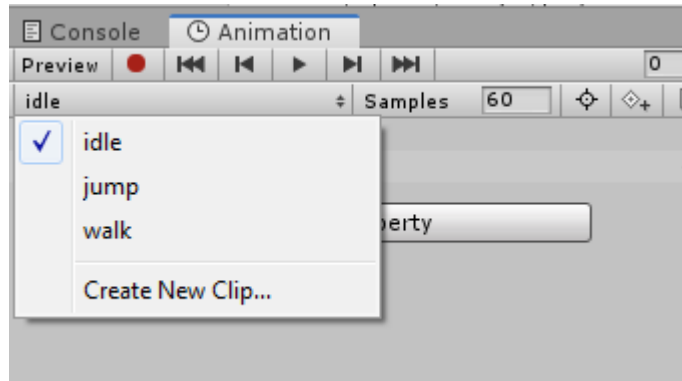 Console Animation
Preview 0
idle Samples 60
idle
jump
walk
perty
Create New Clip...